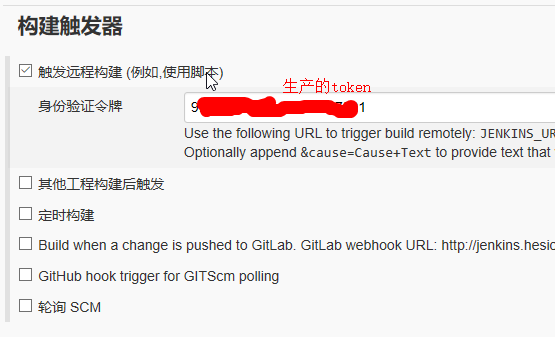 构建触发器
触发远程构建 (例如,使用脚本)
生产的token
身份验证令牌
Use the following URL to trigger build remotely: JENKINS_UR
Optionally append &cause=Cause+Text to provide text that
其他工程构建后触发
定时构建
Build when a change is pushed to GitLab. GitLab webhook URL: http://jenkins.hesio
GitHub hook trigger for GITScm polling
轮询 SCM